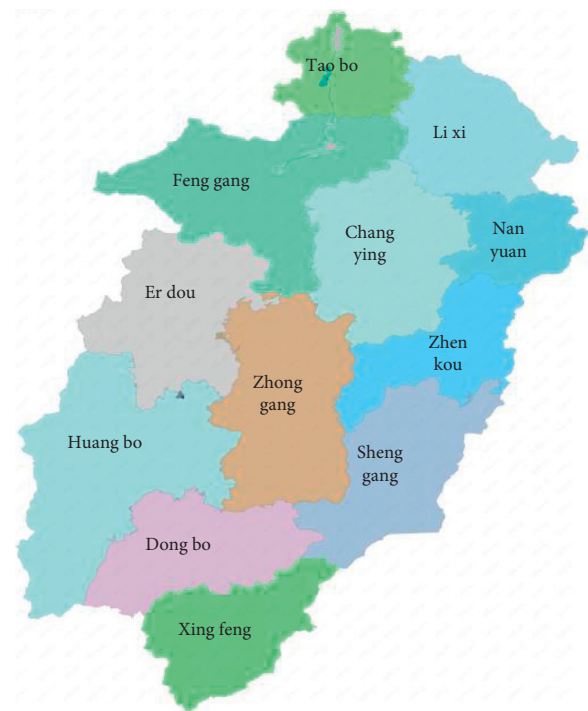 Tao bo
Li xi
Feng gang
Chang
ying
Nan
yuan
Er dou
Zhen
kou
Zhong
gang
Huang bo
Sheng
gang
Dong bo
Xing feng